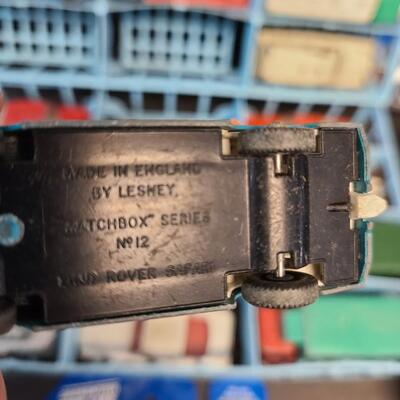 MADE IN ENGLAND
BY LESNEY
"MATCHBOX" SERIES
Nº12
LAND ROVER SAFARI